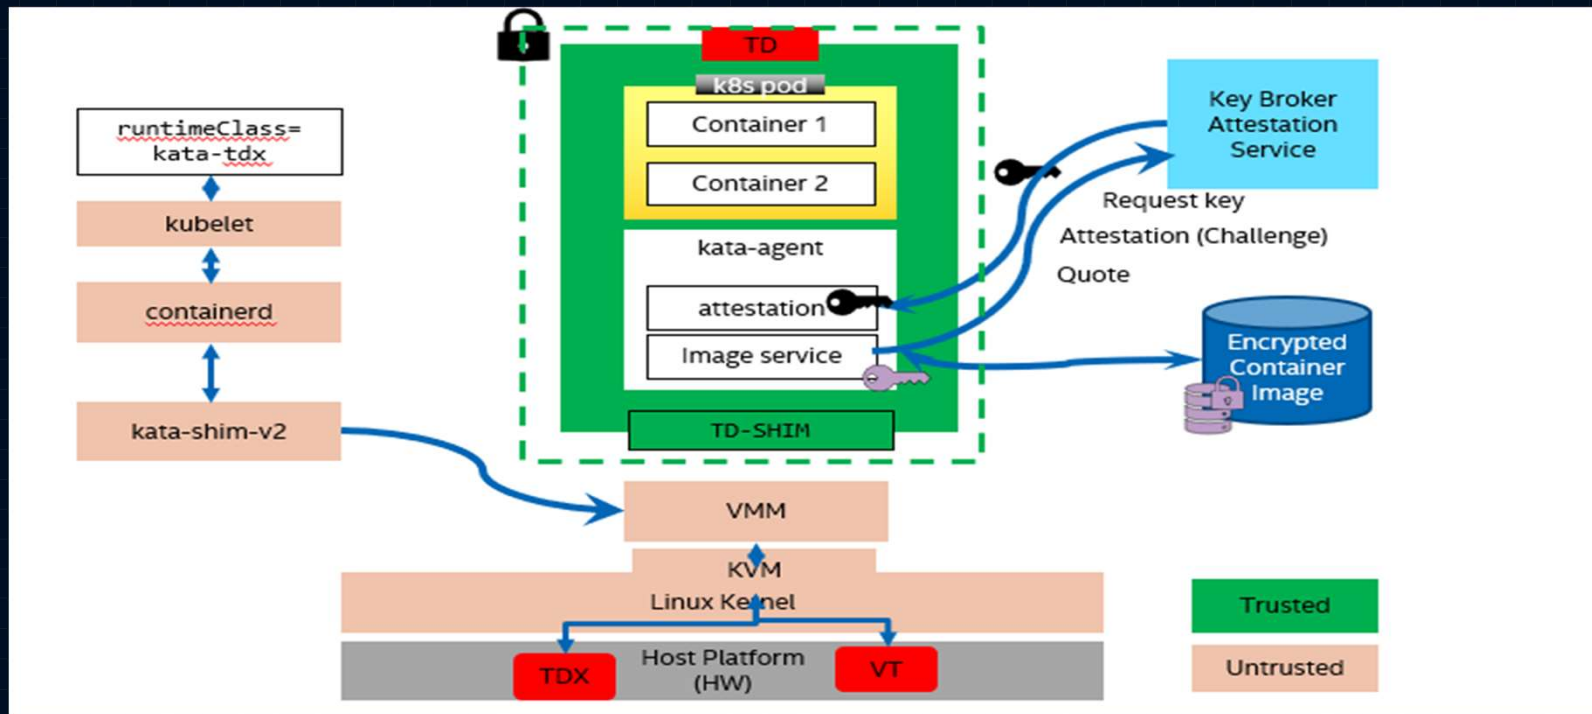 runtimeClass=
kata-tdx
kubelet
containerd
kata-shim-v2
TD
k8s pod
Container 1
Container 2
kata-agent
attestation
Image service
TD-SHIM
Key Broker
Attestation
Service
Request key
Attestation (Challenge)
Quote
Encrypted
Container
Image
VMM
KVM
Linux Kernel
Host Platform
(HW)
TDX
VT
Trusted
Untrusted